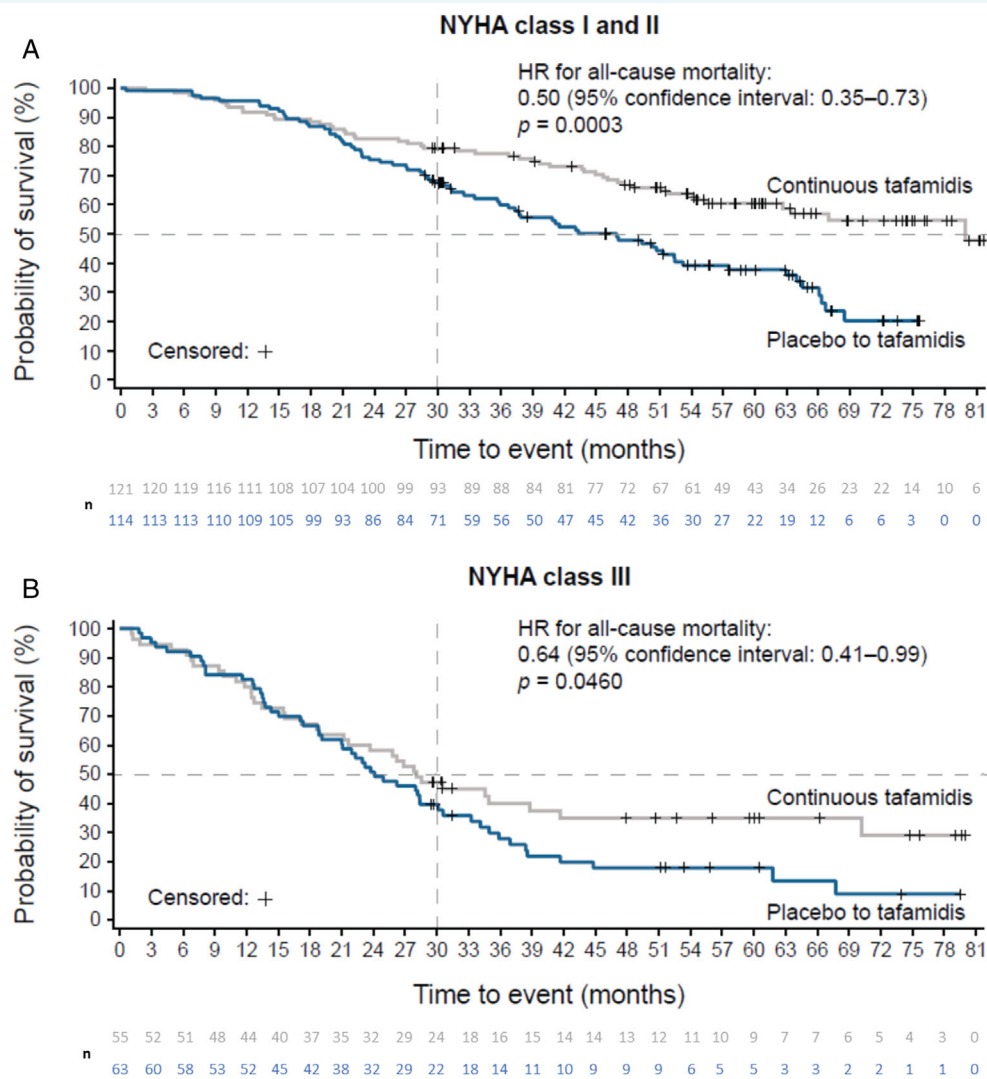 A
NYHA class I and II
HR for all-cause mortality:
0.50 (95% confidence interval: 0.35–0.73)
p = 0.0003
Probability of survival (%)
100
90
80
70
60
50
40
30
20
10
0
Continuous tafamidis
Placebo to tafamidis
Censored: +
0 3 6 9 12 15 18 21 24 27 30 33 36 39 42 45 48 51 54 57 60 63 66 69 72 75 78 81
Time to event (months)
n
121 120 119 116 111 108 107 104 100 99 93 89 88 84 81 77 72 67 61 49 43 34 26 23 22 14 10 6
114 113 113 110 109 105 99 93 86 84 71 59 56 50 47 45 42 36 30 27 22 19 12 6 6 3 0 0
B
NYHA class III
HR for all-cause mortality:
0.64 (95% confidence interval: 0.41–0.99)
p = 0.0460
Probability of survival (%)
100
90
80
70
60
50
40
30
20
10
0
Continuous tafamidis
Placebo to tafamidis
Censored: +
0 3 6 9 12 15 18 21 24 27 30 33 36 39 42 45 48 51 54 57 60 63 66 69 72 75 78 81
Time to event (months)
n
55 52 51 48 44 40 37 35 32 29 24 18 16 15 14 14 13 12 11 10 9 7 7 6 5 4 3 0
63 60 58 53 52 45 42 38 32 29 22 18 14 11 10 9 9 9 6 5 5 3 3 2 2 1 1 0